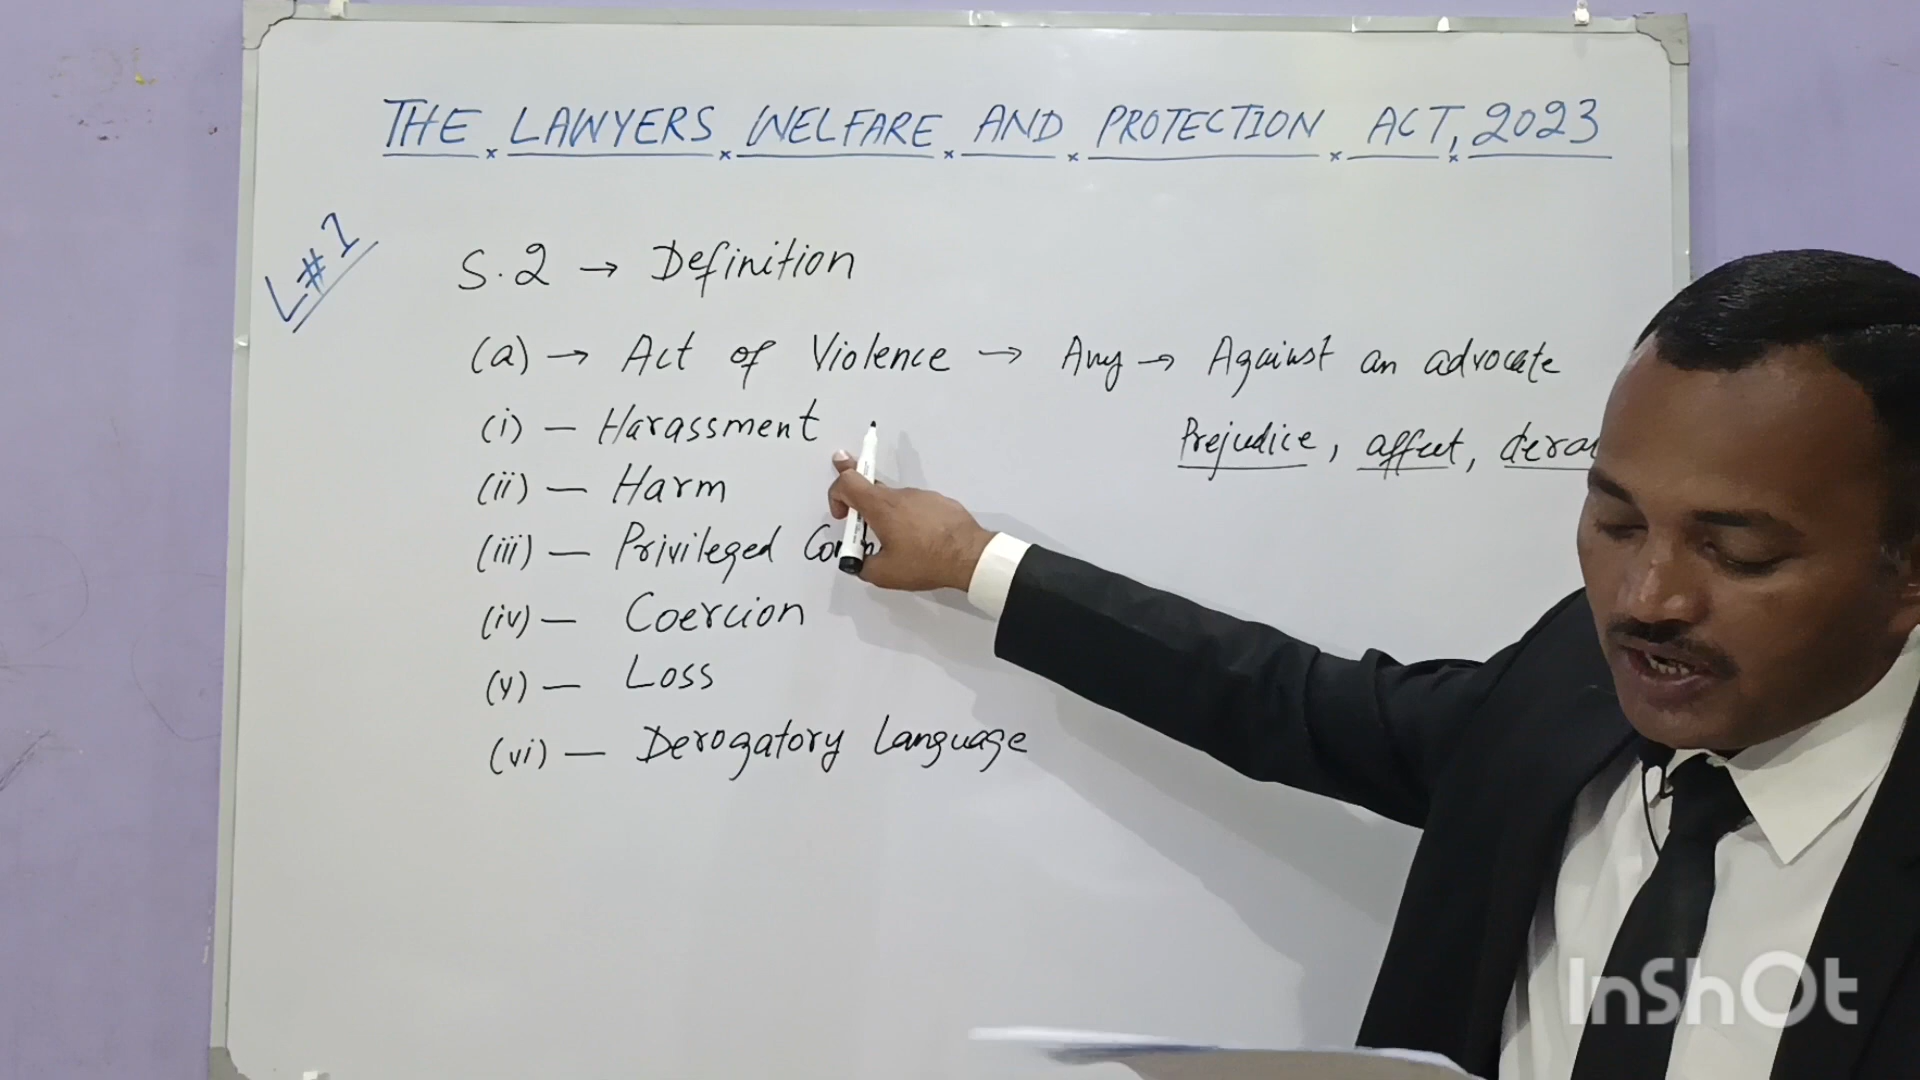 THE LAWYERS WELFARE AND PROTECTION ACT, 2023
L#1
S.2 → Definition
(a) → Act of Violence → Any → Against an advocate
Prejudice, affect,
(i) — Harassment
(ii) — Harm
(iii) — Privileged
(iv) — Coercion
(v) — Loss
(vi) — Derogatory Language
InShOt